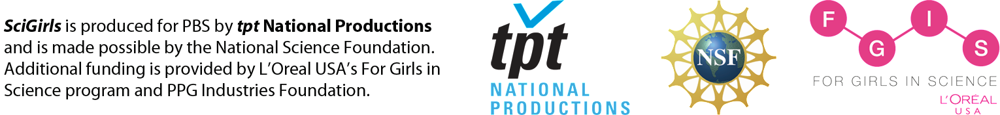 SciGirls is produced for PBS by tpt National Productions
and is made possible by the National Science Foundation.
Additional funding is provided by L’Oreal USA’s For Girls in
Science program and PPG Industries Foundation.
tpt
NATIONAL
PRODUCTIONS
NSF
F G I S
FOR GIRLS IN SCIENCE
L’ORÉAL
USA